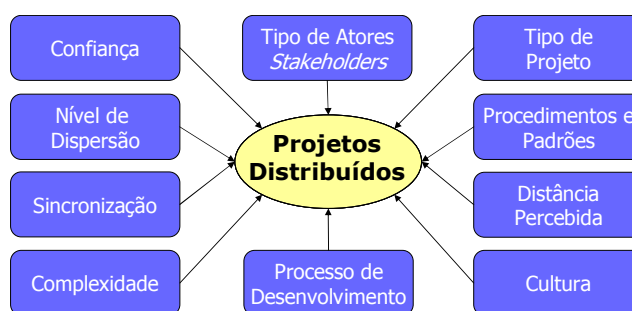 Confiança
Tipo de Atores
Stakeholders
Tipo de
Projeto
Nível de
Dispersão
Projetos
Distribuídos
Procedimentos e
Padrões
Sincronização
Distância
Percebida
Complexidade
Processo de
Desenvolvimento
Cultura